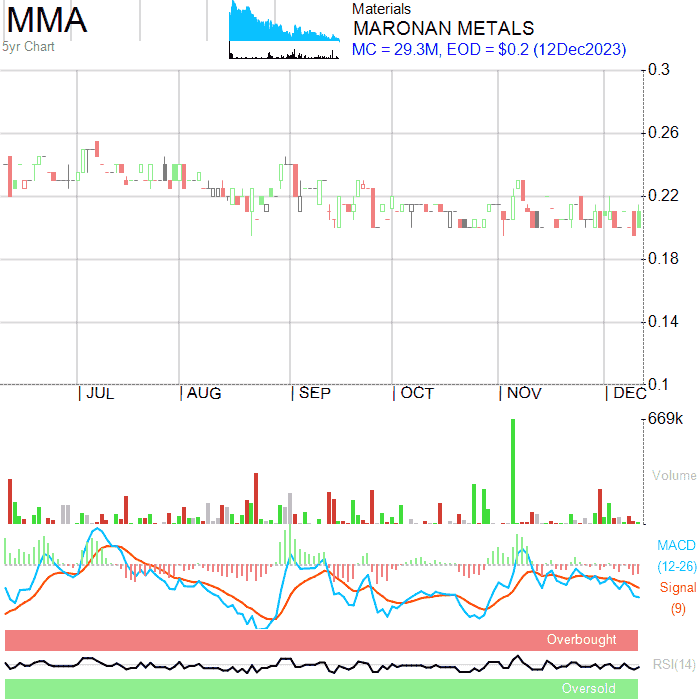 MMA
5yr Chart
Materials
MARONAN METALS
MC = 29.3M, EOD = $0.2 (12Dec2023)
0.3
0.26
0.22
0.18
0.14
0.1
| JUL | AUG | SEP | OCT | NOV | DEC
669k
Volume
MACD
(12-26)
Signal
(9)
Overbought
RSI(14)
Oversold